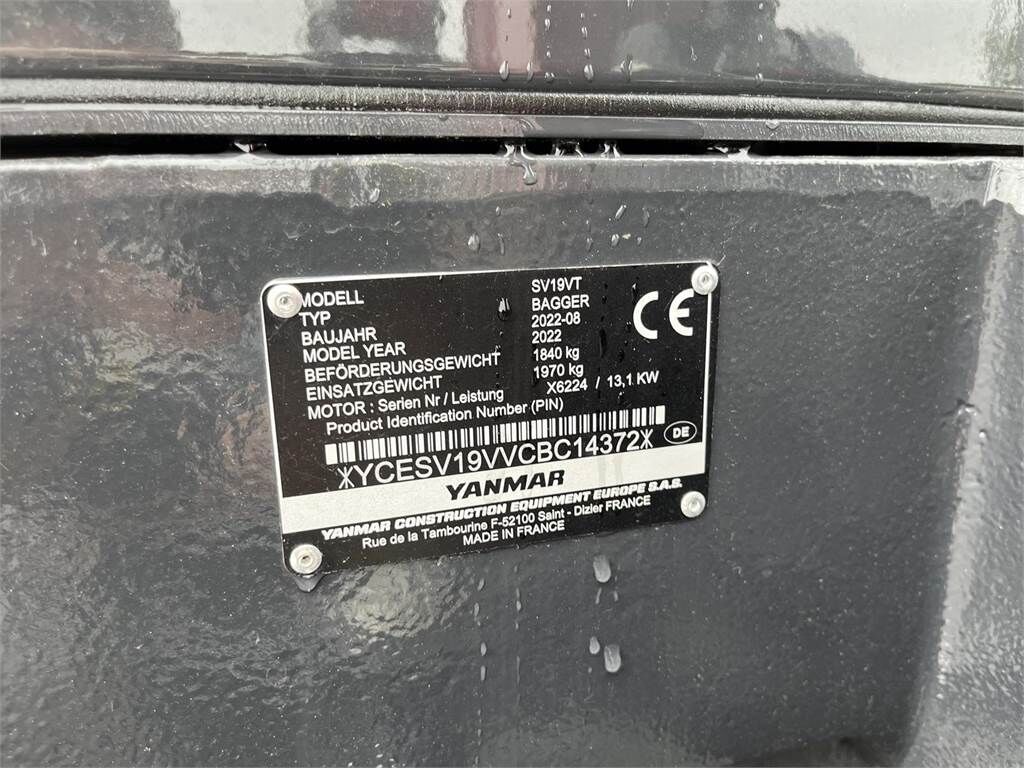 MODELL SV19VT
TYP BAGGER
BAUJAHR 2022-08
MODEL YEAR 2022
BEFÖRDERUNGSGEWICHT 1840 kg
EINSATZGEWICHT 1970 kg
MOTOR : Serien Nr / Leistung X6224 / 13,1 KW
Product Identification Number (PIN)
CE
*YCESV19VVCBC14372*
DE
YANMAR
YANMAR CONSTRUCTION EQUIPMENT EUROPE S.A.S.
Rue de la Tambourine F-52100 Saint - Dizier FRANCE
MADE IN FRANCE